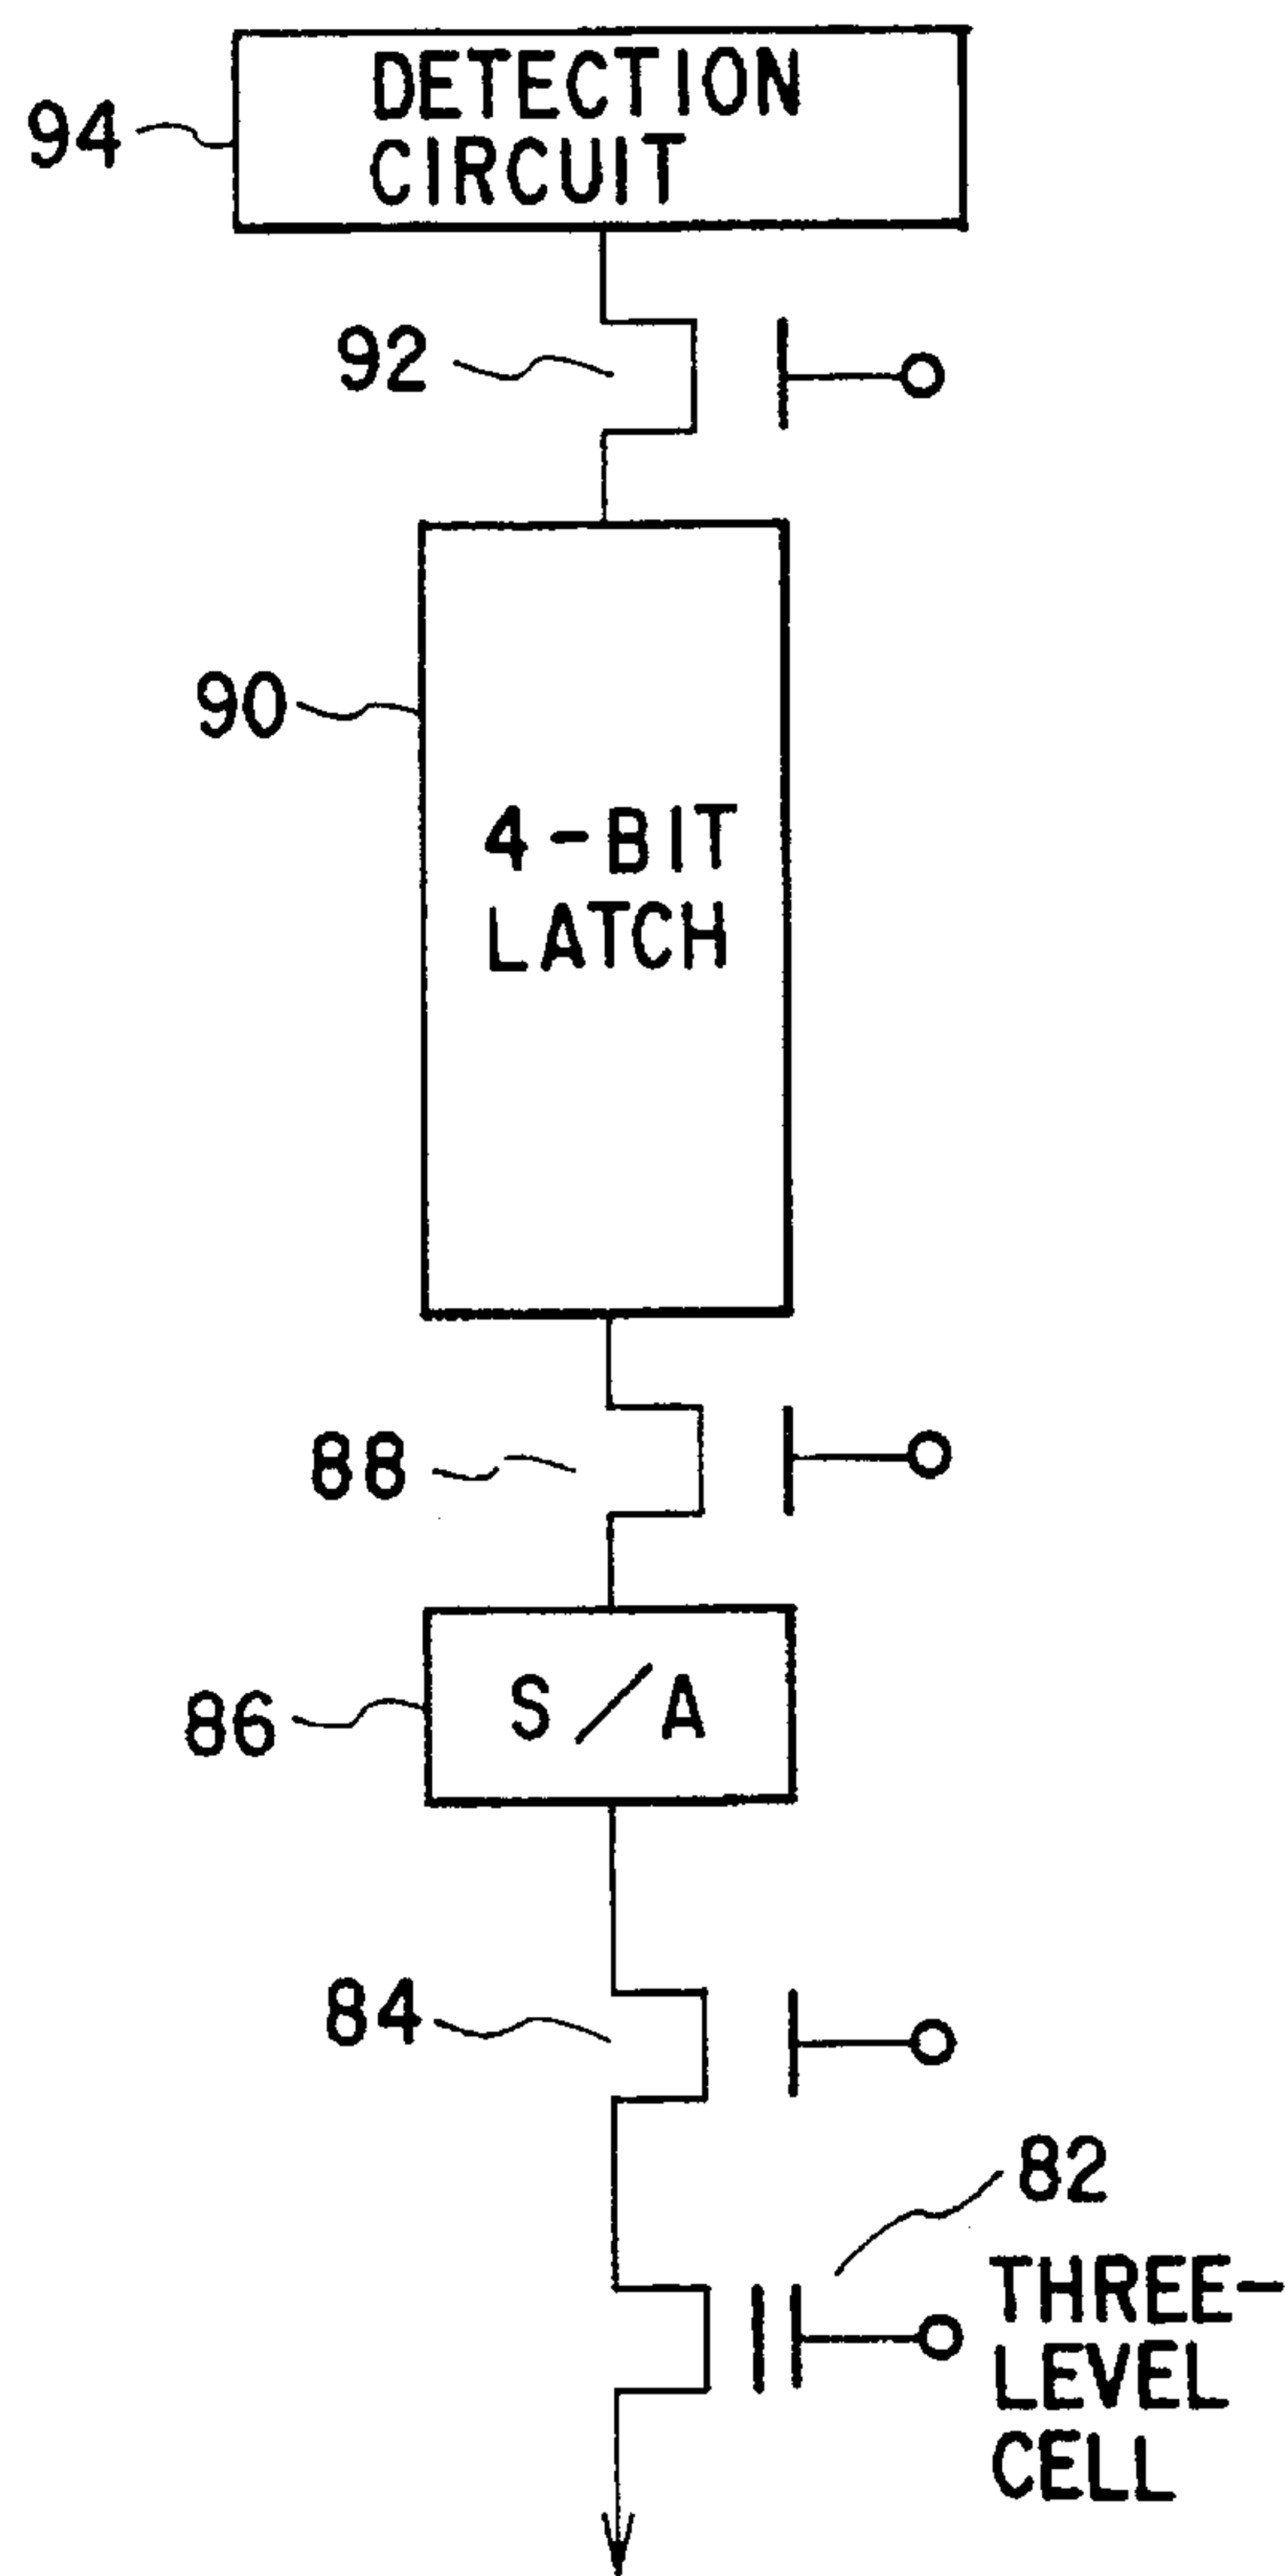 DETECTION
CIRCUIT
94
92
90
4-BIT
LATCH
88
86
S/A
84
82
THREE-
LEVEL
CELL